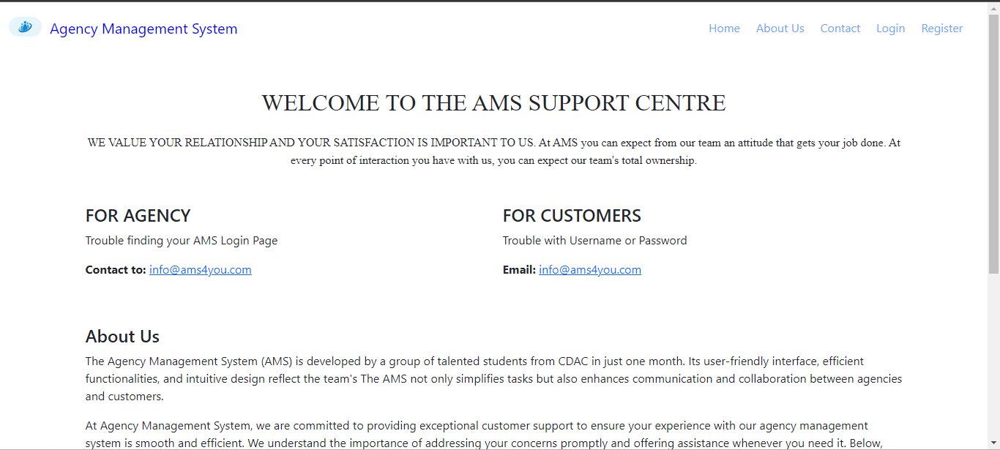 Agency Management System
Home About Us Contact Login Register
WELCOME TO THE AMS SUPPORT CENTRE
WE VALUE YOUR RELATIONSHIP AND YOUR SATISFACTION IS IMPORTANT TO US. At AMS you can expect from our team an attitude that gets your job done. At
every point of interaction you have with us, you can expect our team's total ownership.
FOR AGENCY
Trouble finding your AMS Login Page
Contact to: info@ams4you.com
FOR CUSTOMERS
Trouble with Username or Password
Email: info@ams4you.com
About Us
The Agency Management System (AMS) is developed by a group of talented students from CDAC in just one month. Its user-friendly interface, efficient
functionalities, and intuitive design reflect the team's The AMS not only simplifies tasks but also enhances communication and collaboration between agencies
and customers.
At Agency Management System, we are committed to providing exceptional customer support to ensure your experience with our agency management
system is smooth and efficient. We understand the importance of addressing your concerns promptly and offering assistance whenever you need it. Below,